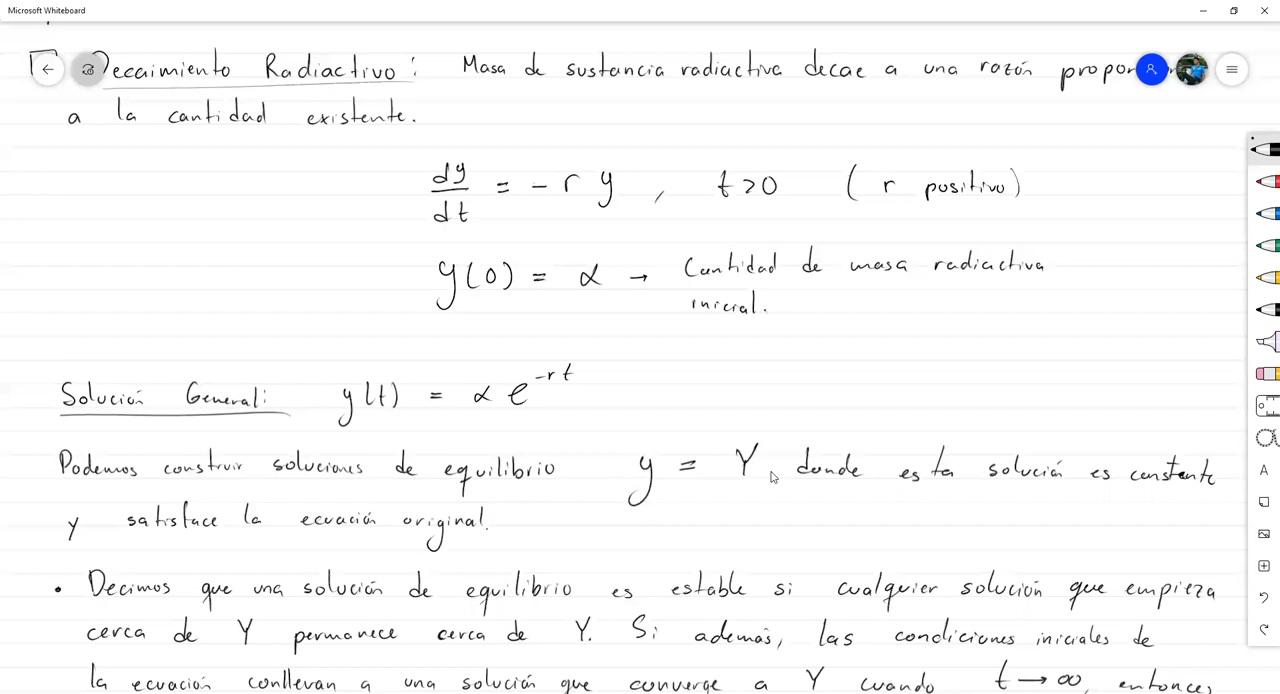 Microsoft Whiteboard
Decaimiento Radiactivo: Masa de sustancia radiactiva decae a una razón
a la cantidad existente.
dy/dt = - r y , t > 0 ( r positivo )
y(0) = α → Cantidad de masa radiactiva
inicial.
Solución General: y(t) = α e^{-rt}
Podemos construir soluciones de equilibrio y = Y, donde esta solución es constante
y satisface la ecuación original.
• Decimos que una solución de equilibrio es estable si cualquier solución que empieza
cerca de Y permanece cerca de Y. Si además, las condiciones iniciales de
la ecuación conllevan a una solución que converge a Y cuando t → ∞, entonces